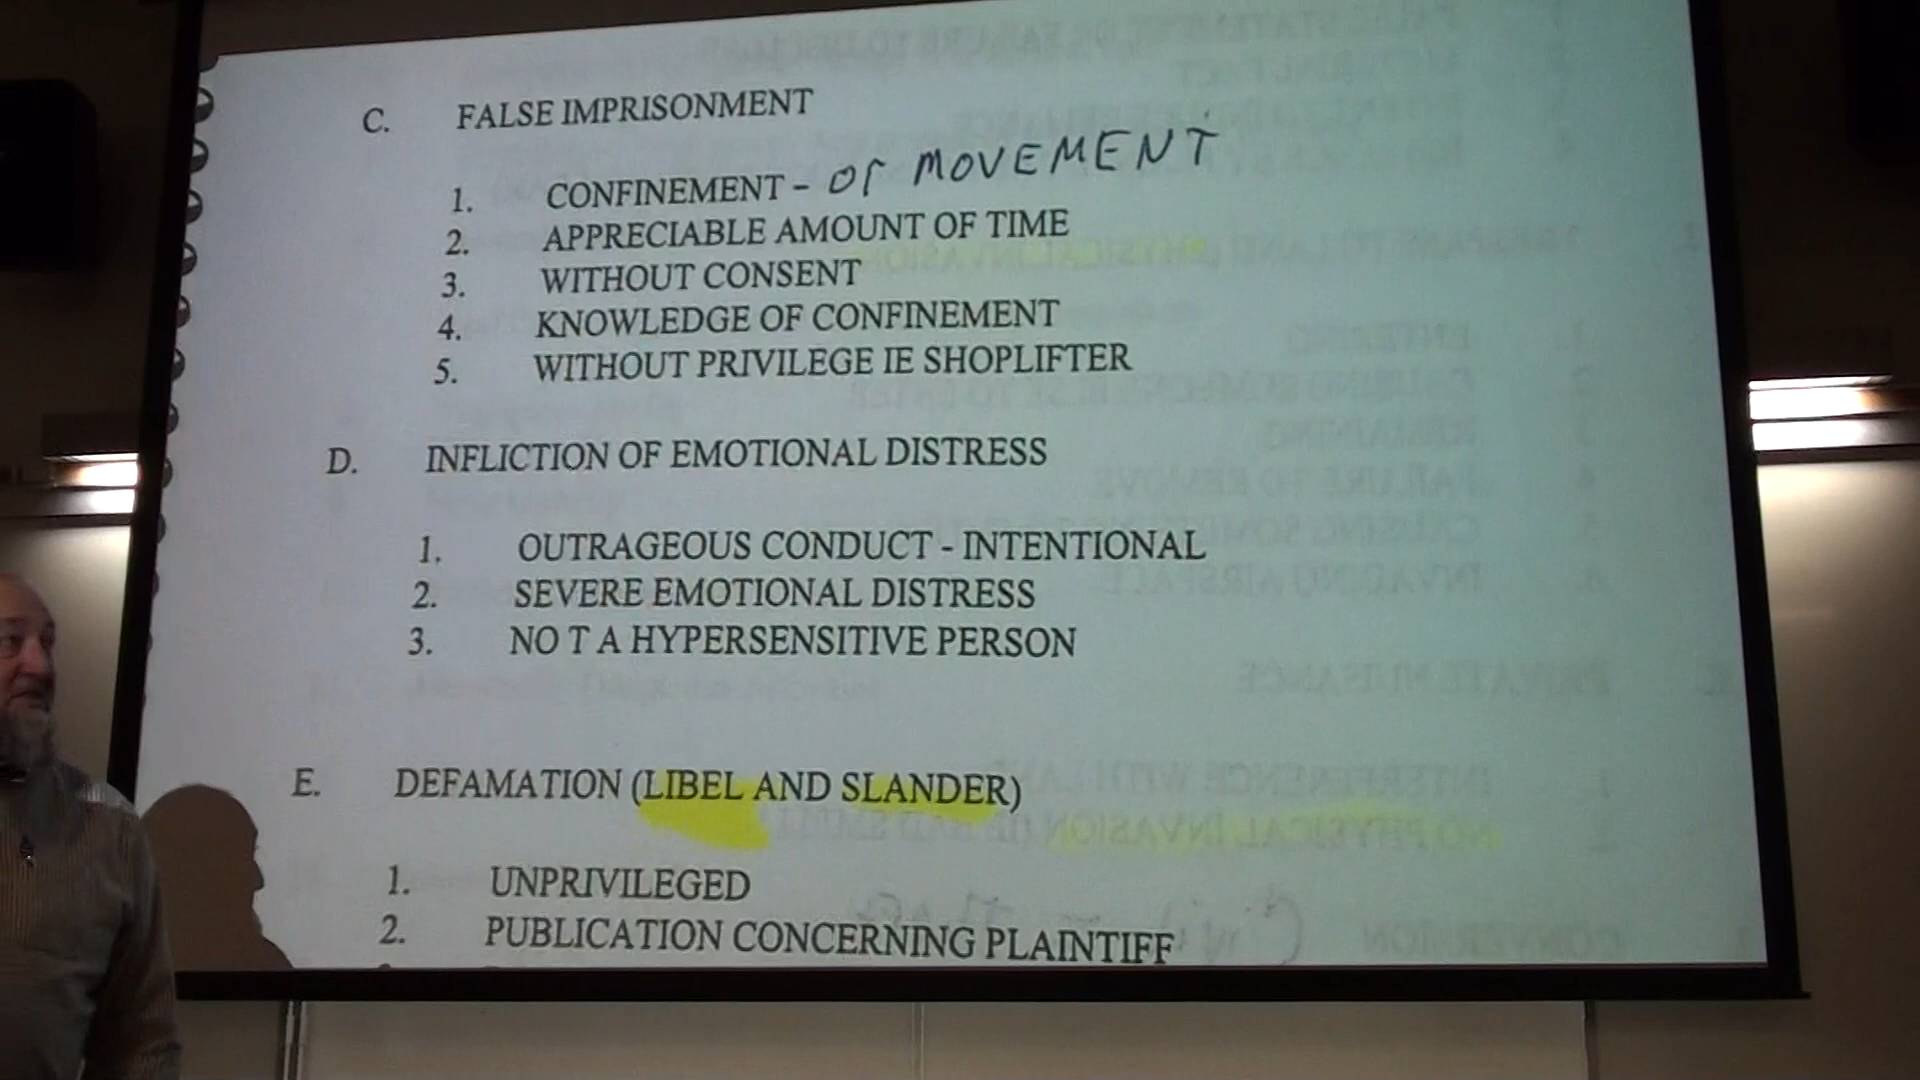 C. FALSE IMPRISONMENT
1. CONFINEMENT - or MOVEMENT
2. APPRECIABLE AMOUNT OF TIME
3. WITHOUT CONSENT
4. KNOWLEDGE OF CONFINEMENT
5. WITHOUT PRIVILEGE IE SHOPLIFTER
D. INFLICTION OF EMOTIONAL DISTRESS
1. OUTRAGEOUS CONDUCT - INTENTIONAL
2. SEVERE EMOTIONAL DISTRESS
3. NO T A HYPERSENSITIVE PERSON
E. DEFAMATION (LIBEL AND SLANDER)
1. UNPRIVILEGED
2. PUBLICATION CONCERNING PLAINTIFF